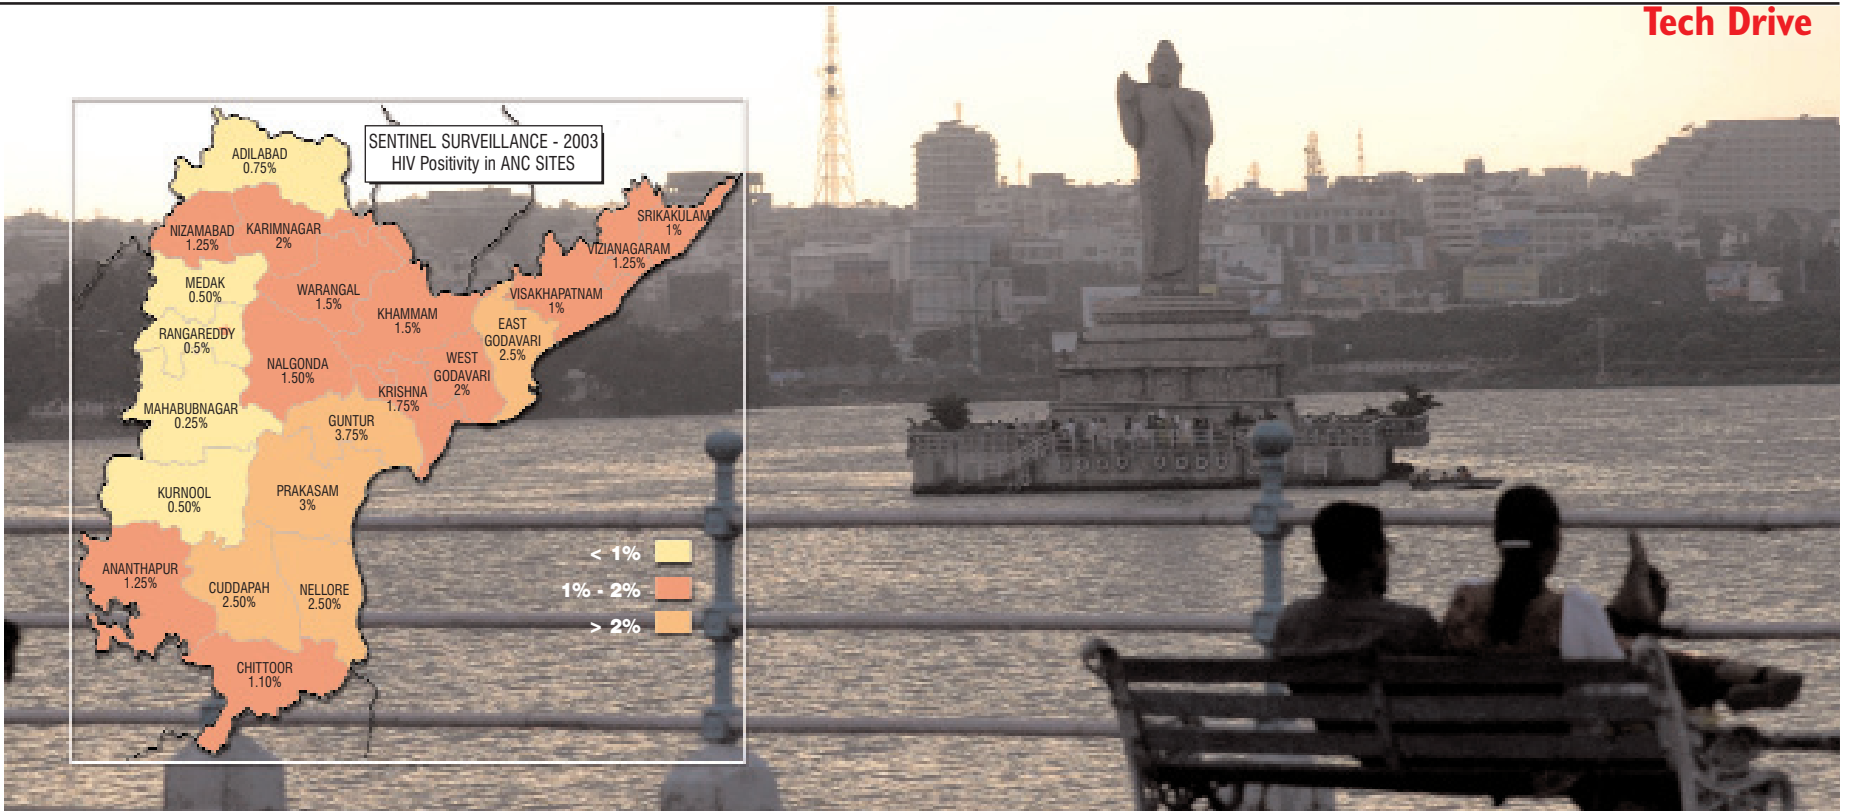 Tech Drive
SENTINEL SURVEILLANCE - 2003
HIV Positivity in ANC SITES
ADILABAD
0.75%
NIZAMABAD
1.25%
KARIMNAGAR
2%
SRIKAKULAM
1%
VIZIANAGARAM
1.25%
MEDAK
0.50%
WARANGAL
1.5%
VISAKHAPATNAM
1%
KHAMMAM
1.5%
RANGAREDDY
0.5%
EAST
GODAVARI
2.5%
NALGONDA
1.50%
WEST
GODAVARI
2%
KRISHNA
1.75%
MAHABUBNAGAR
0.25%
GUNTUR
3.75%
KURNOOL
0.50%
PRAKASAM
3%
ANANTHAPUR
1.25%
CUDDAPAH
2.50%
NELLORE
2.50%
CHITTOOR
1.10%
< 1%
1% - 2%
> 2%